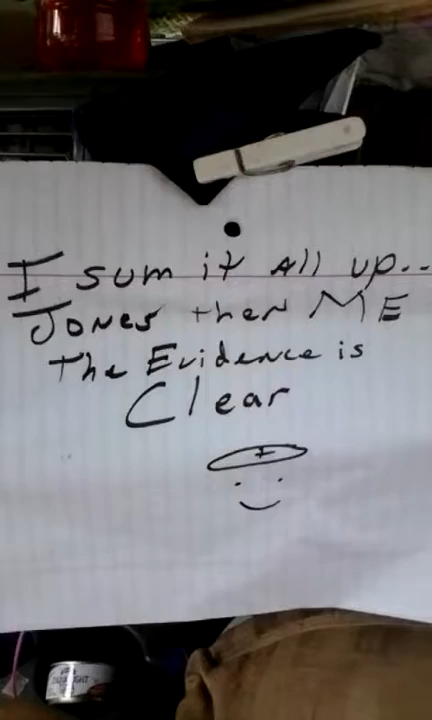 I sum it All up..
JONES then ME
the Evidence is
Clear